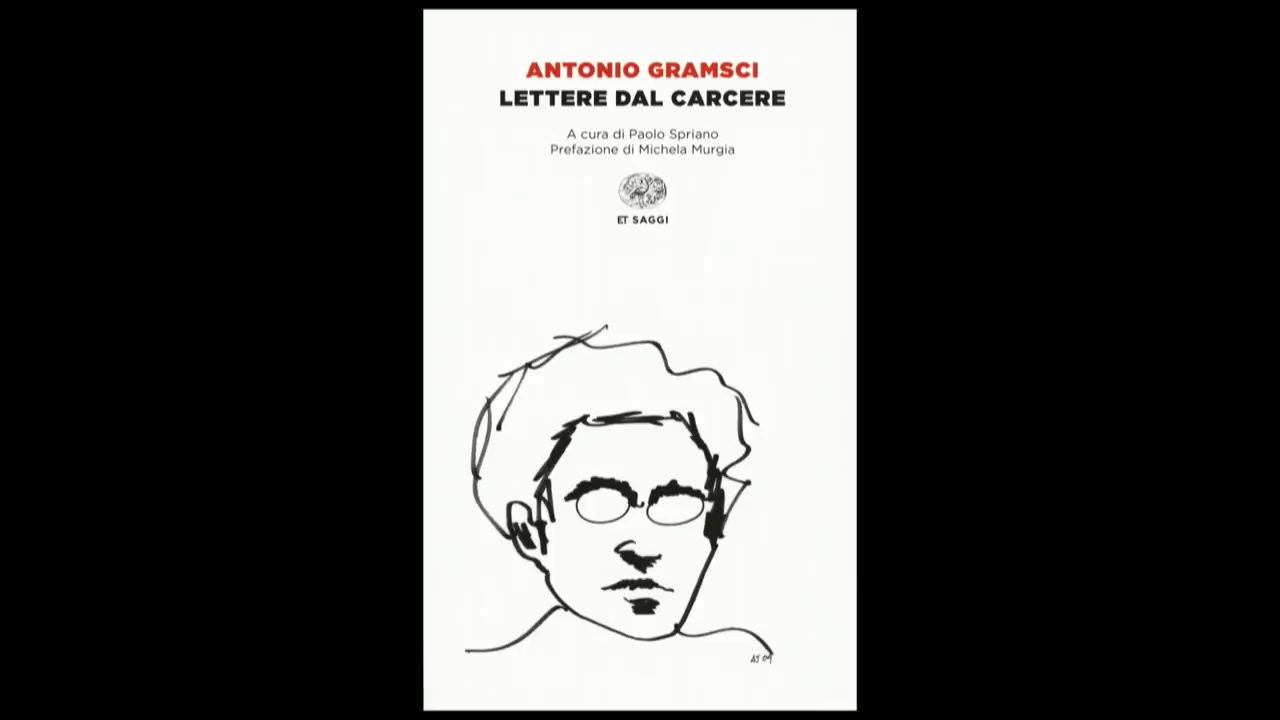 ANTONIO GRAMSCI
LETTERE DAL CARCERE
A cura di Paolo Spriano
Prefazione di Michela Murgia
ET SAGGI